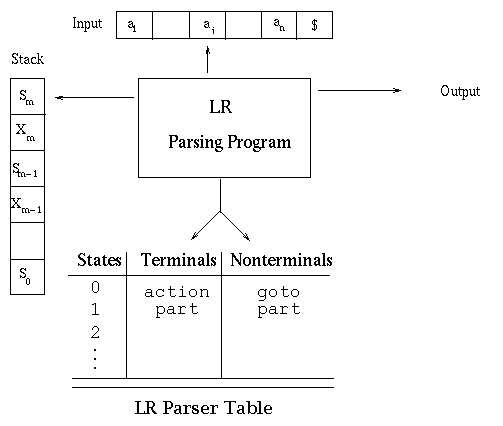 Input a1 ai an $
Stack
Sm
Xm
Sm-1
Xm-1
S0
LR
Parsing Program
Output
States Terminals Nonterminals
0 action goto
1 part part
2
⋮
LR Parser Table